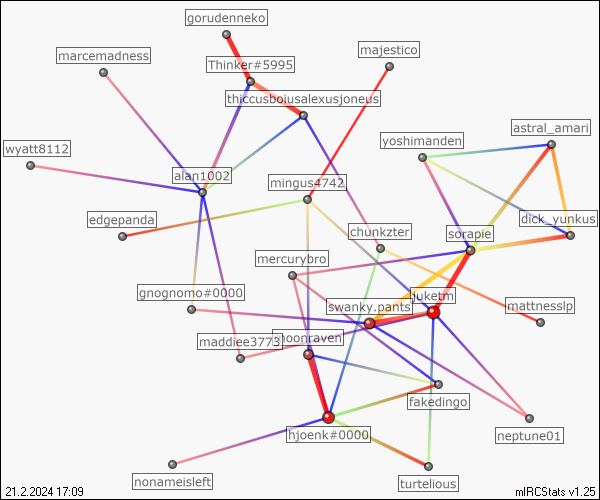 gorudenneko
marcemadness
majestico
Thinker#5995
thiccusboiusalexusjoneus
astral_amari
yoshimanden
wyatt8112
alan1002
mingus4742
edgepanda
dick_yunkus
chunkzter
sorapie
mercurybro
gnognomo#0000
juketm
swanky.pants
mattnesslp
maddiee3773
moonraven
fakedingo
hjoenk#0000
neptune01
nonameisleft
turtelious
21.2.2024 17:09
mIRCStats v1.25